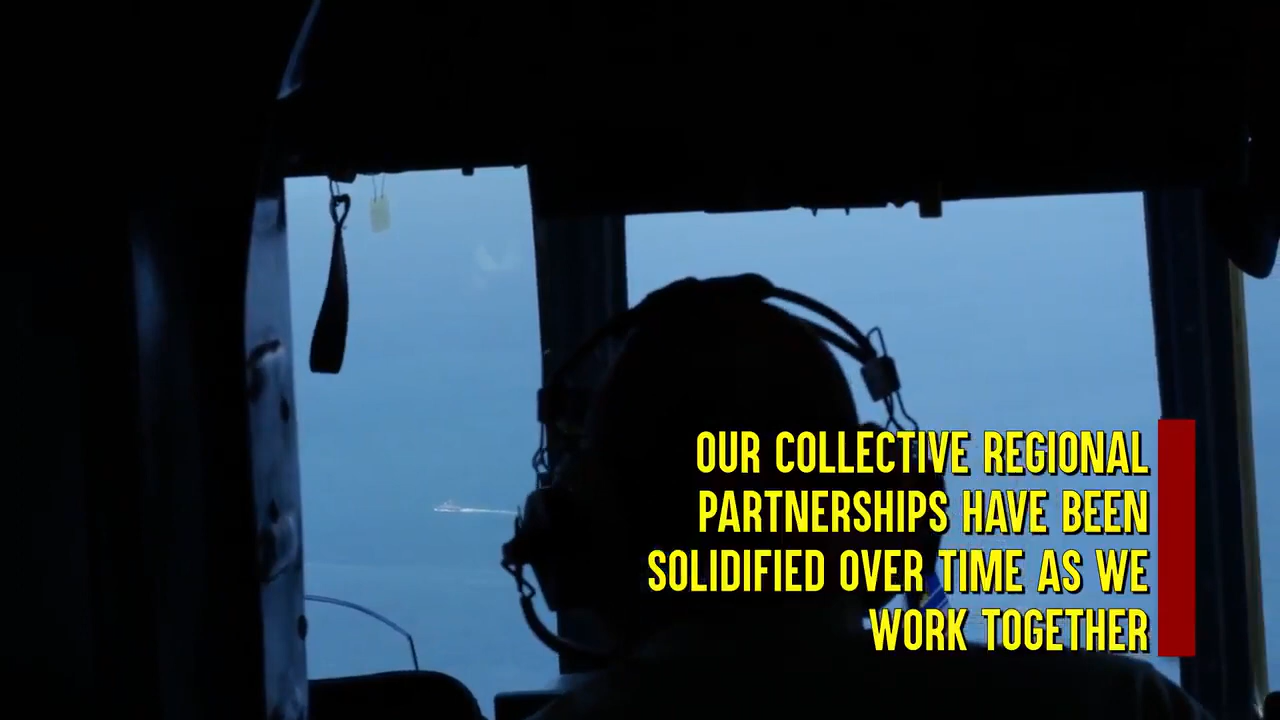 OUR COLLECTIVE REGIONAL
PARTNERSHIPS HAVE BEEN
SOLIDIFIED OVER TIME AS WE
WORK TOGETHER